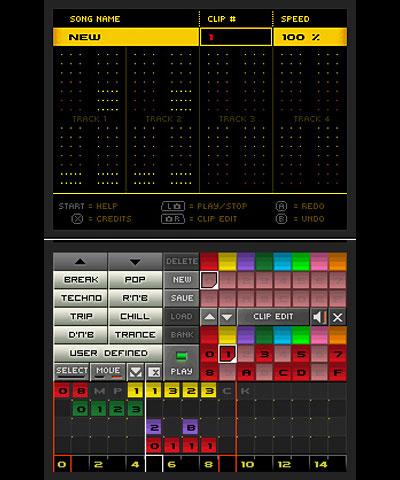 SONG NAME CLIP # SPEED
NEW 1 100 %
TRACK 1 TRACK 2 TRACK 3 TRACK 4
START = HELP L = PLAY/STOP A = REDO
X = CREDITS R = CLIP EDIT B = UNDO
DELETE
BREAK POP NEW
TECHNO R'N'B SAVE
TRIP CHILL LOAD CLIP EDIT X
D'N'B TRANCE BANK
USER DEFINED 0 1 3 5 7
SELECT MOVE X PLAY 8 A C D F
0 8 M P 1 1 3 2 3 C K
0 1 2 3
2 B
0 1 1 1
0 2 4 6 8 10 12 14